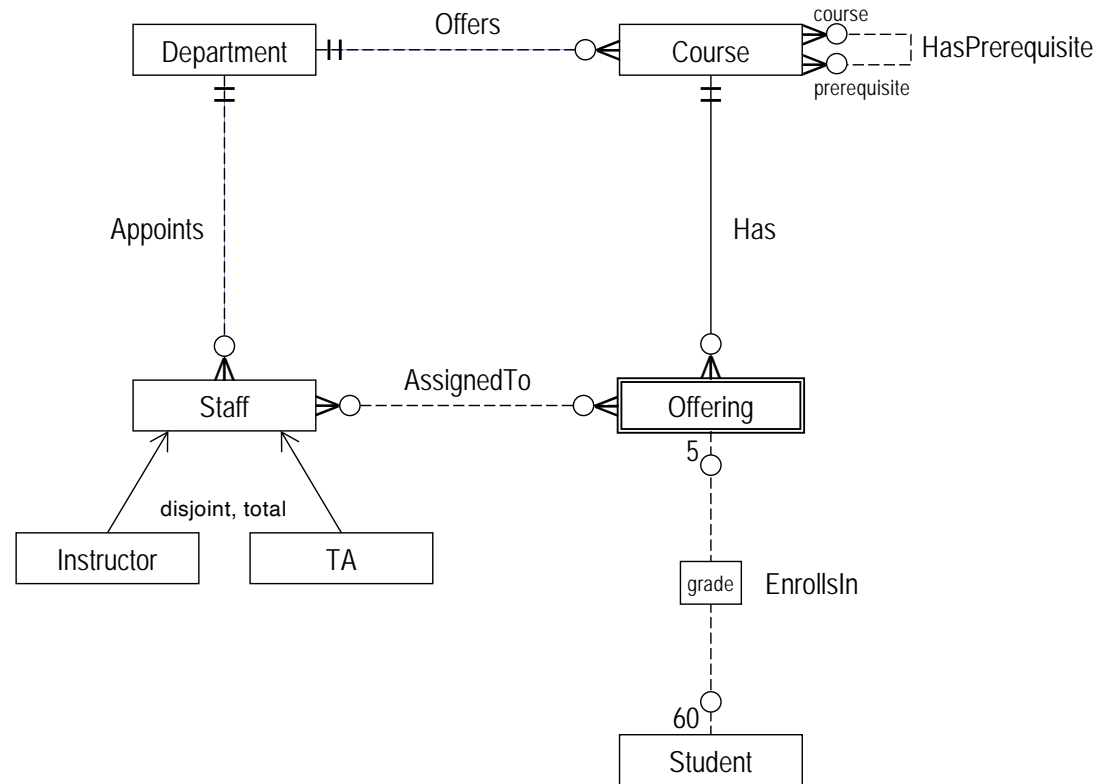 Offers
course
Department
Course
HasPrerequisite
prerequisite
Appoints
Has
AssignedTo
Staff
Offering
5
disjoint, total
Instructor
TA
grade
EnrollsIn
60
Student